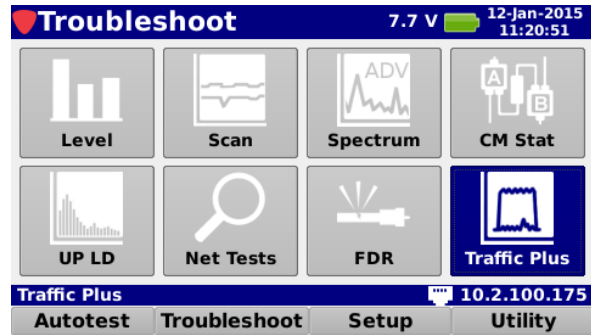 Troubleshoot 7.7 V 12-Jan-2015
11:20:51
ADV
A
B
Level Scan Spectrum CM Stat
UP LD Net Tests FDR Traffic Plus
Traffic Plus 10.2.100.175
Autotest Troubleshoot Setup Utility